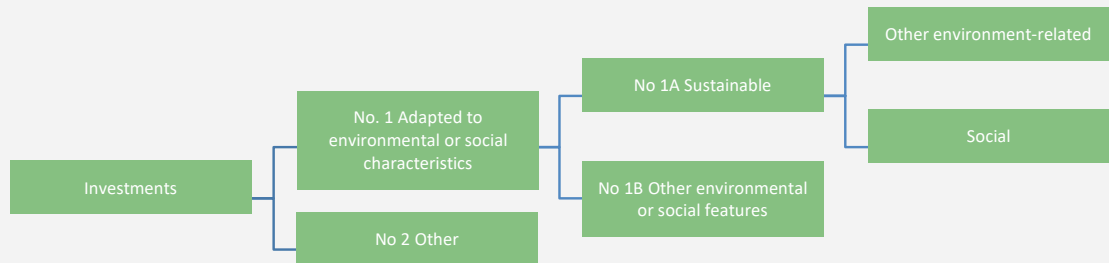 Investments
No. 1 Adapted to
environmental or social
characteristics
No 2 Other
No 1A Sustainable
No 1B Other environmental
or social features
Other environment-related
Social